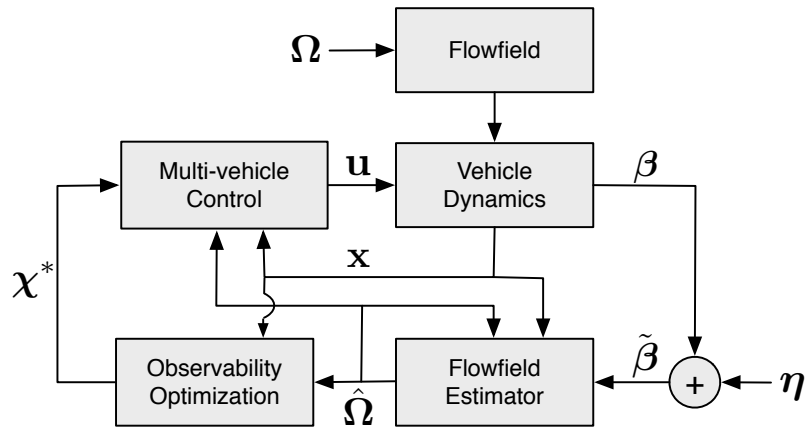 Ω
Flowfield
Multi-vehicle
Control
u
Vehicle
Dynamics
β
x
χ*
Observability
Optimization
Ω̂
Flowfield
Estimator
β̃
+
η